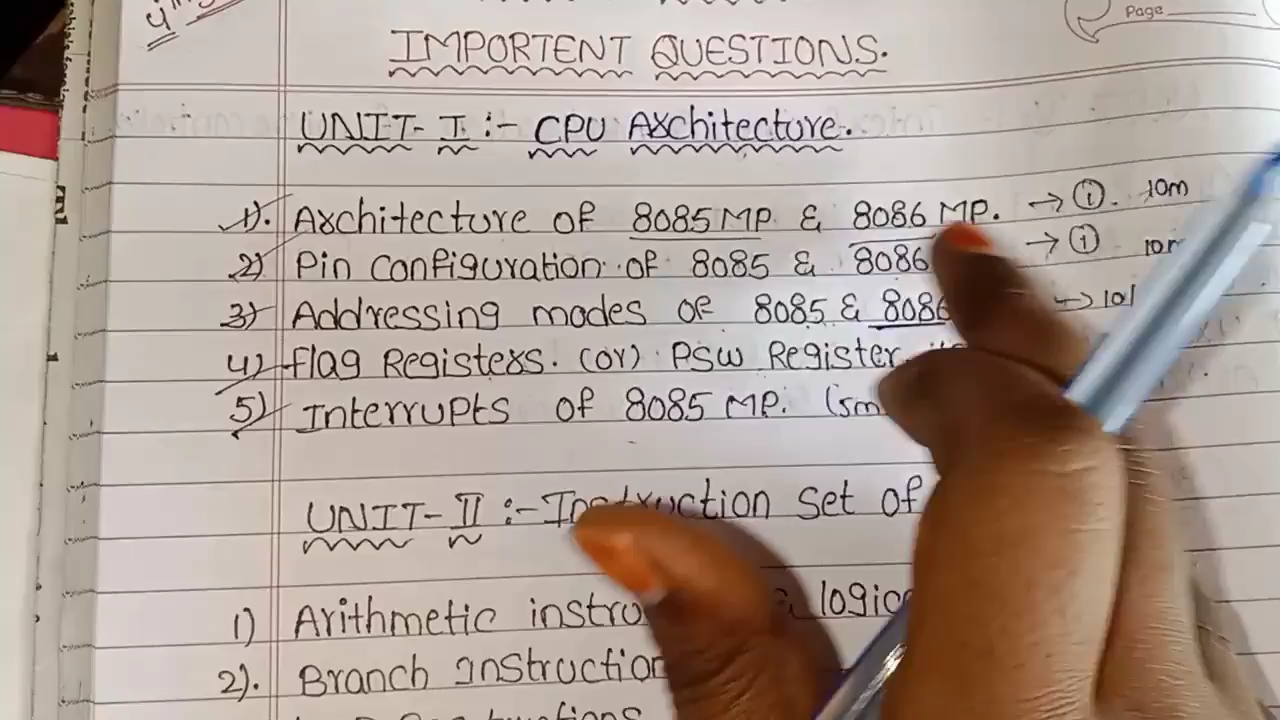 Page
IMPORTENT QUESTIONS.
UNIT- I :- CPU Architecture.
1). Architecture of 8085 MP & 8086 MP. → ①. 10m
2) Pin Configuration of 8085 & 8086 → ①
3) Addressing modes of 8085 & 8086
4) Flag Registers. (or) PSW Register
5) Interrupts of 8085 MP. (5m
UNIT- II :- Instruction Set of
1) Arithmetic & logic
2). Branch Instruction